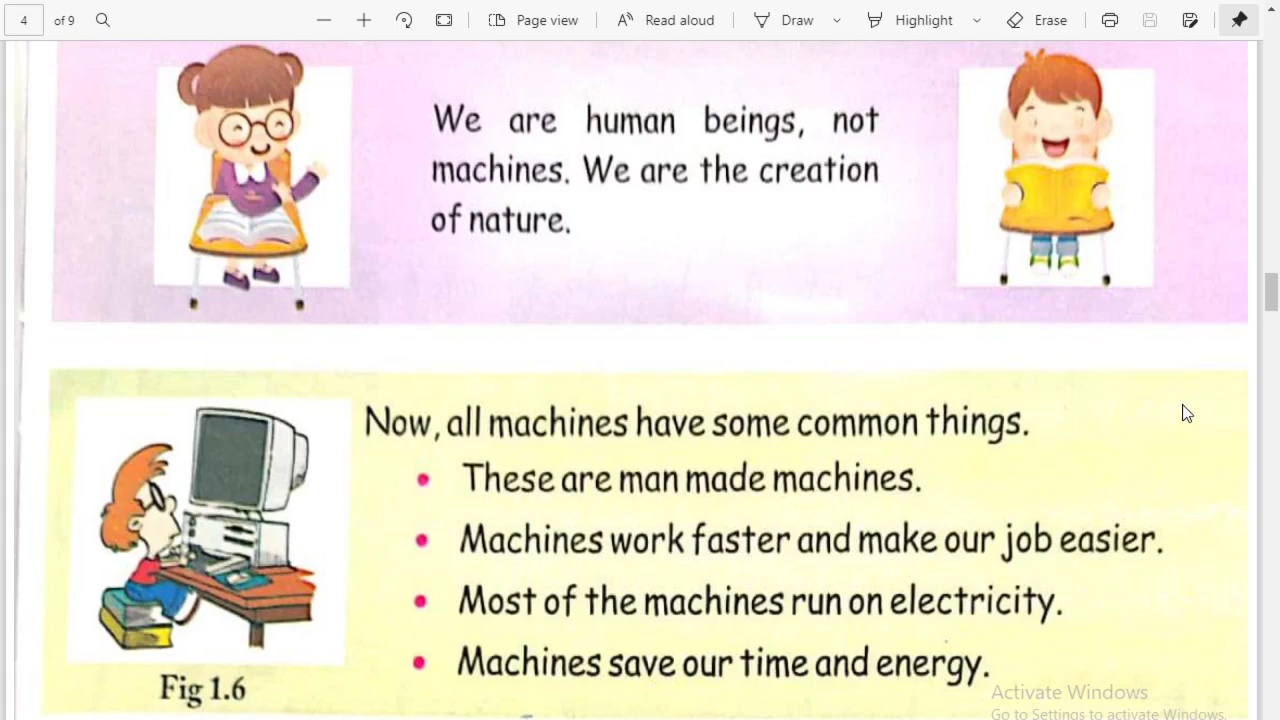 4 of 9 Page view Read aloud Draw Highlight Erase
We are human beings, not
machines. We are the creation
of nature.
Now, all machines have some common things.
• These are man made machines.
• Machines work faster and make our job easier.
• Most of the machines run on electricity.
• Machines save our time and energy.
Fig 1.6
Activate Windows
Go to Settings to activate Windows.